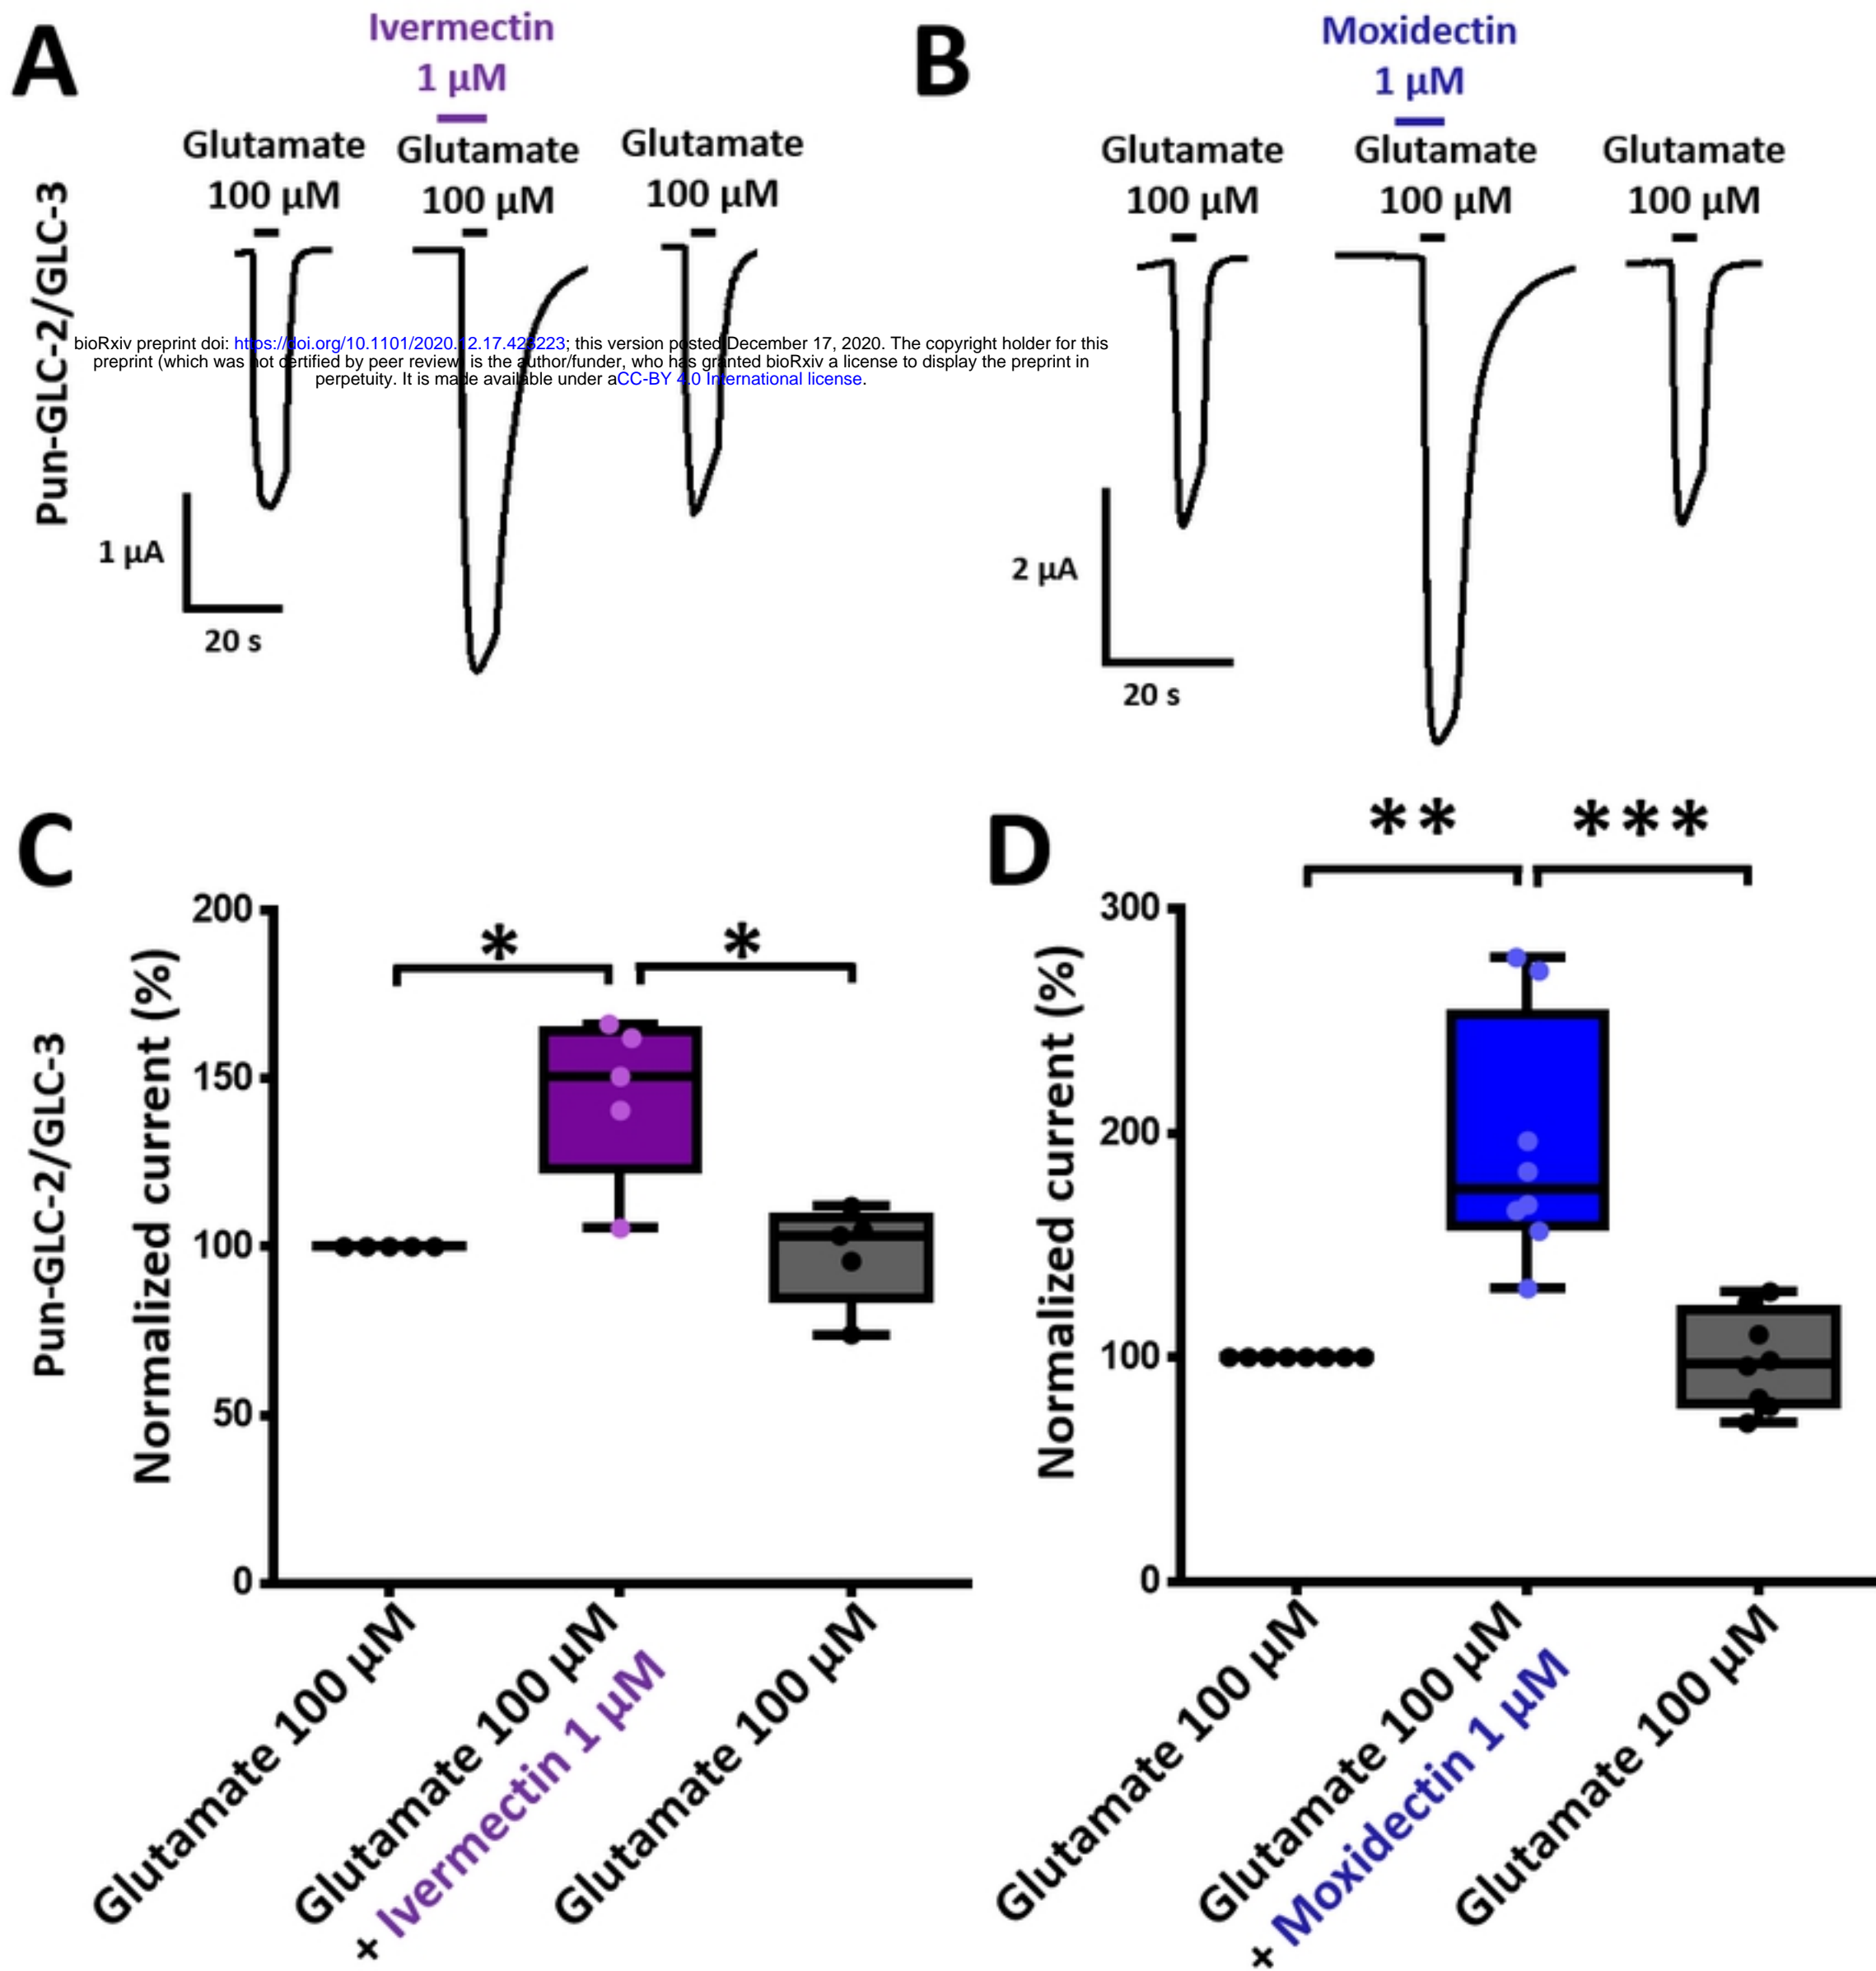 A
Ivermectin
1 µM
Glutamate
100 µM
Glutamate
100 µM
Glutamate
100 µM
Pun-GLC-2/GLC-3
1 µA
20 s
B
Moxidectin
1 µM
Glutamate
100 µM
Glutamate
100 µM
Glutamate
100 µM
2 µA
20 s
bioRxiv preprint doi: https://doi.org/10.1101/2020.12.17.423223; this version posted December 17, 2020. The copyright holder for this
preprint (which was not certified by peer review) is the author/funder, who has granted bioRxiv a license to display the preprint in
perpetuity. It is made available under aCC-BY 4.0 International license.
C
Pun-GLC-2/GLC-3
Normalized current (%)
200
150
100
50
0
*
*
Glutamate 100 µM
Glutamate 100 µM
+ Ivermectin 1 µM
Glutamate 100 µM
D
Normalized current (%)
300
200
100
0
**
***
Glutamate 100 µM
Glutamate 100 µM
+ Moxidectin 1 µM
Glutamate 100 µM